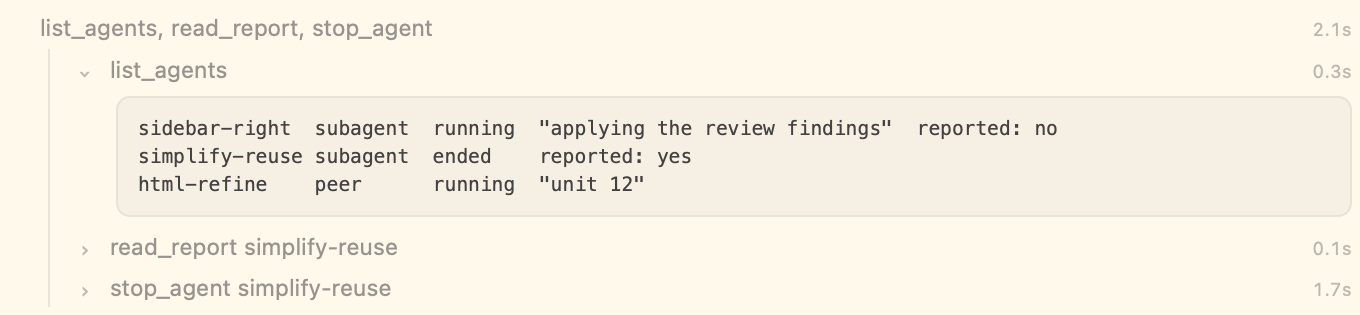 list_agents, read_report, stop_agent 2.1s
list_agents 0.3s
sidebar-right subagent running "applying the review findings" reported: no
simplify-reuse subagent ended reported: yes
html-refine peer running "unit 12"
read_report simplify-reuse 0.1s
stop_agent simplify-reuse 1.7s